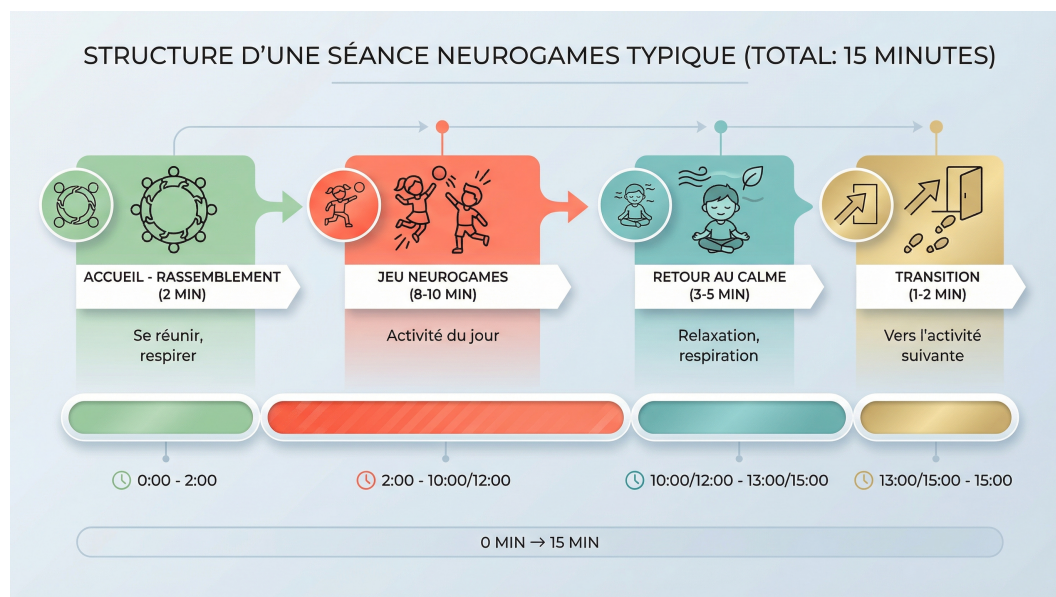 STRUCTURE D’UNE SÉANCE NEUROGAMES TYPIQUE (TOTAL: 15 MINUTES)
ACCUEIL - RASSEMBLEMENT
(2 MIN)
Se réunir,
respirer
JEU NEUROGAMES
(8-10 MIN)
Activité du jour
RETOUR AU CALME
(3-5 MIN)
Relaxation,
respiration
TRANSITION
(1-2 MIN)
Vers l’activité
suivante
0:00 - 2:00
2:00 - 10:00/12:00
10:00/12:00 - 13:00/15:00
13:00/15:00 - 15:00
0 MIN → 15 MIN